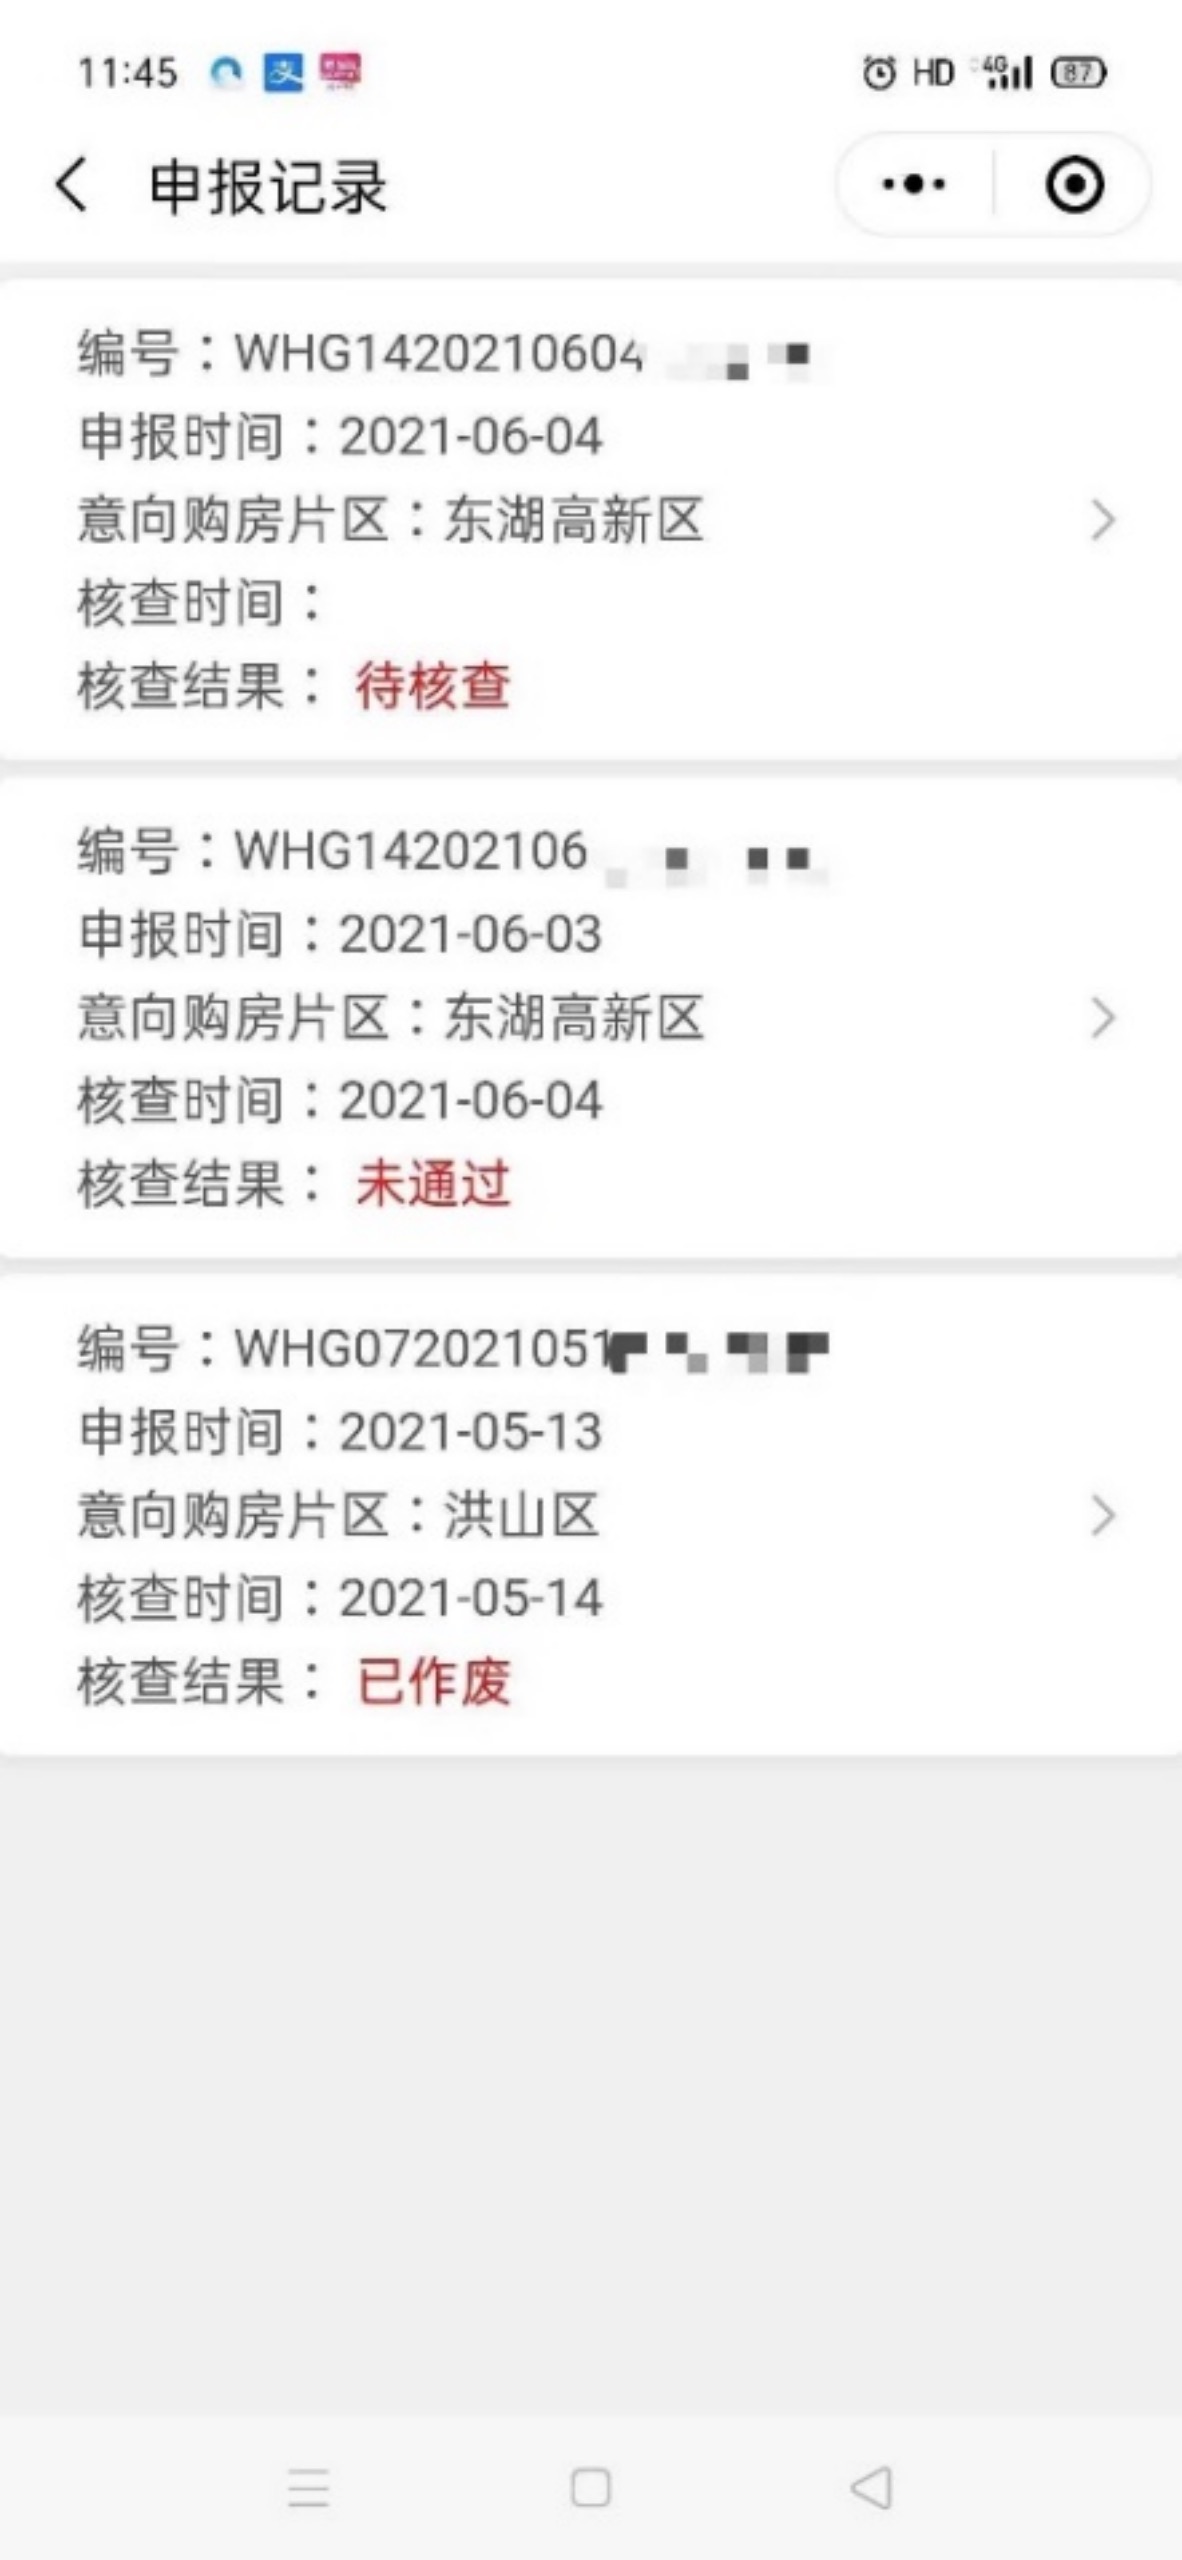 11:45
HD 4G 87
申报记录
编号：WHG1420210604
申报时间：2021-06-04
意向购房片区：东湖高新区
核查时间：
核查结果： 待核查
编号：WHG14202106
申报时间：2021-06-03
意向购房片区：东湖高新区
核查时间：2021-06-04
核查结果： 未通过
编号：WHG072021051
申报时间：2021-05-13
意向购房片区：洪山区
核查时间：2021-05-14
核查结果： 已作废